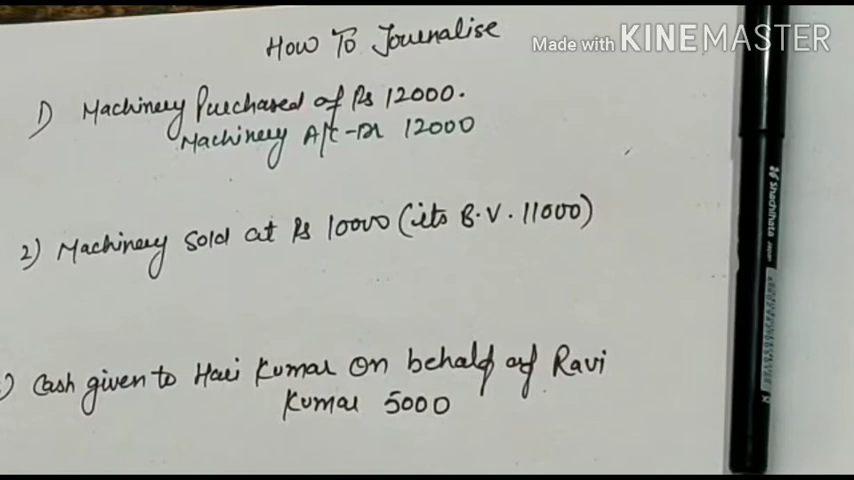 How To Journalise
Made with KINEMASTER
1) Machinery Purchased of Rs 12000.
Machinery A/c - Dr 12000
2) Machinery sold at Rs 10000 (its B.V. 11000)
) Cash given to Hari Kumar On behalf of Ravi
Kumar 5000
Shachihata